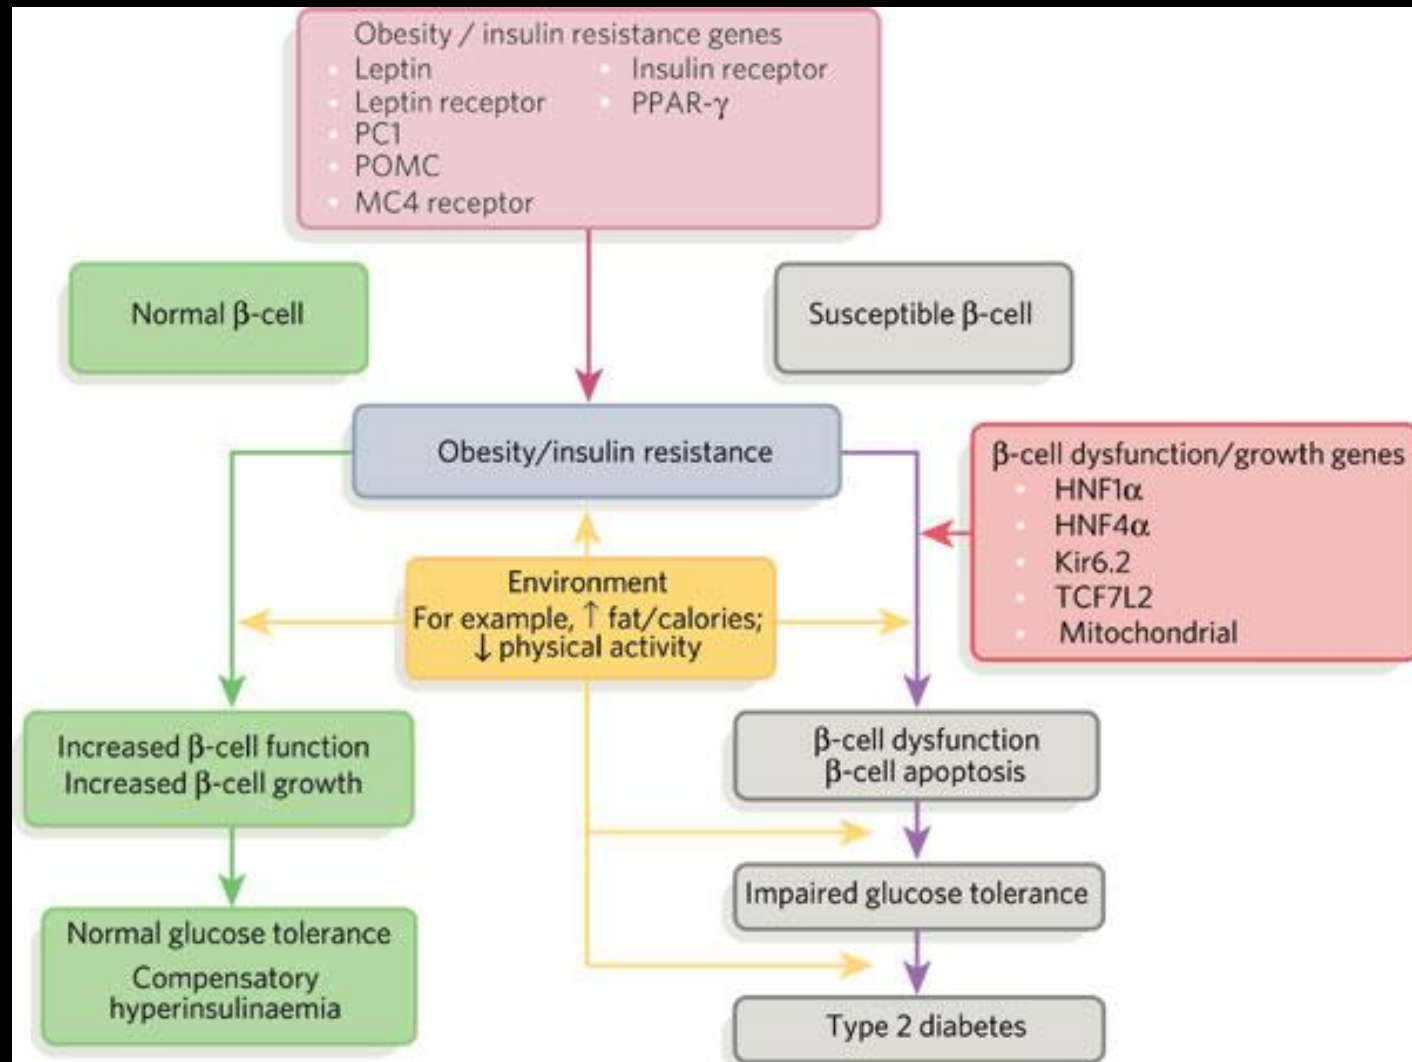 Obesity / insulin resistance genes
Leptin
Leptin receptor
PC1
POMC
MC4 receptor
Insulin receptor
PPAR-γ
Normal β-cell
Susceptible β-cell
Obesity/insulin resistance
β-cell dysfunction/growth genes
HNF1α
HNF4α
Kir6.2
TCF7L2
Mitochondrial
Environment
For example, ↑ fat/calories;
↓ physical activity
Increased β-cell function
Increased β-cell growth
β-cell dysfunction
β-cell apoptosis
Impaired glucose tolerance
Normal glucose tolerance
Compensatory
hyperinsulinaemia
Type 2 diabetes